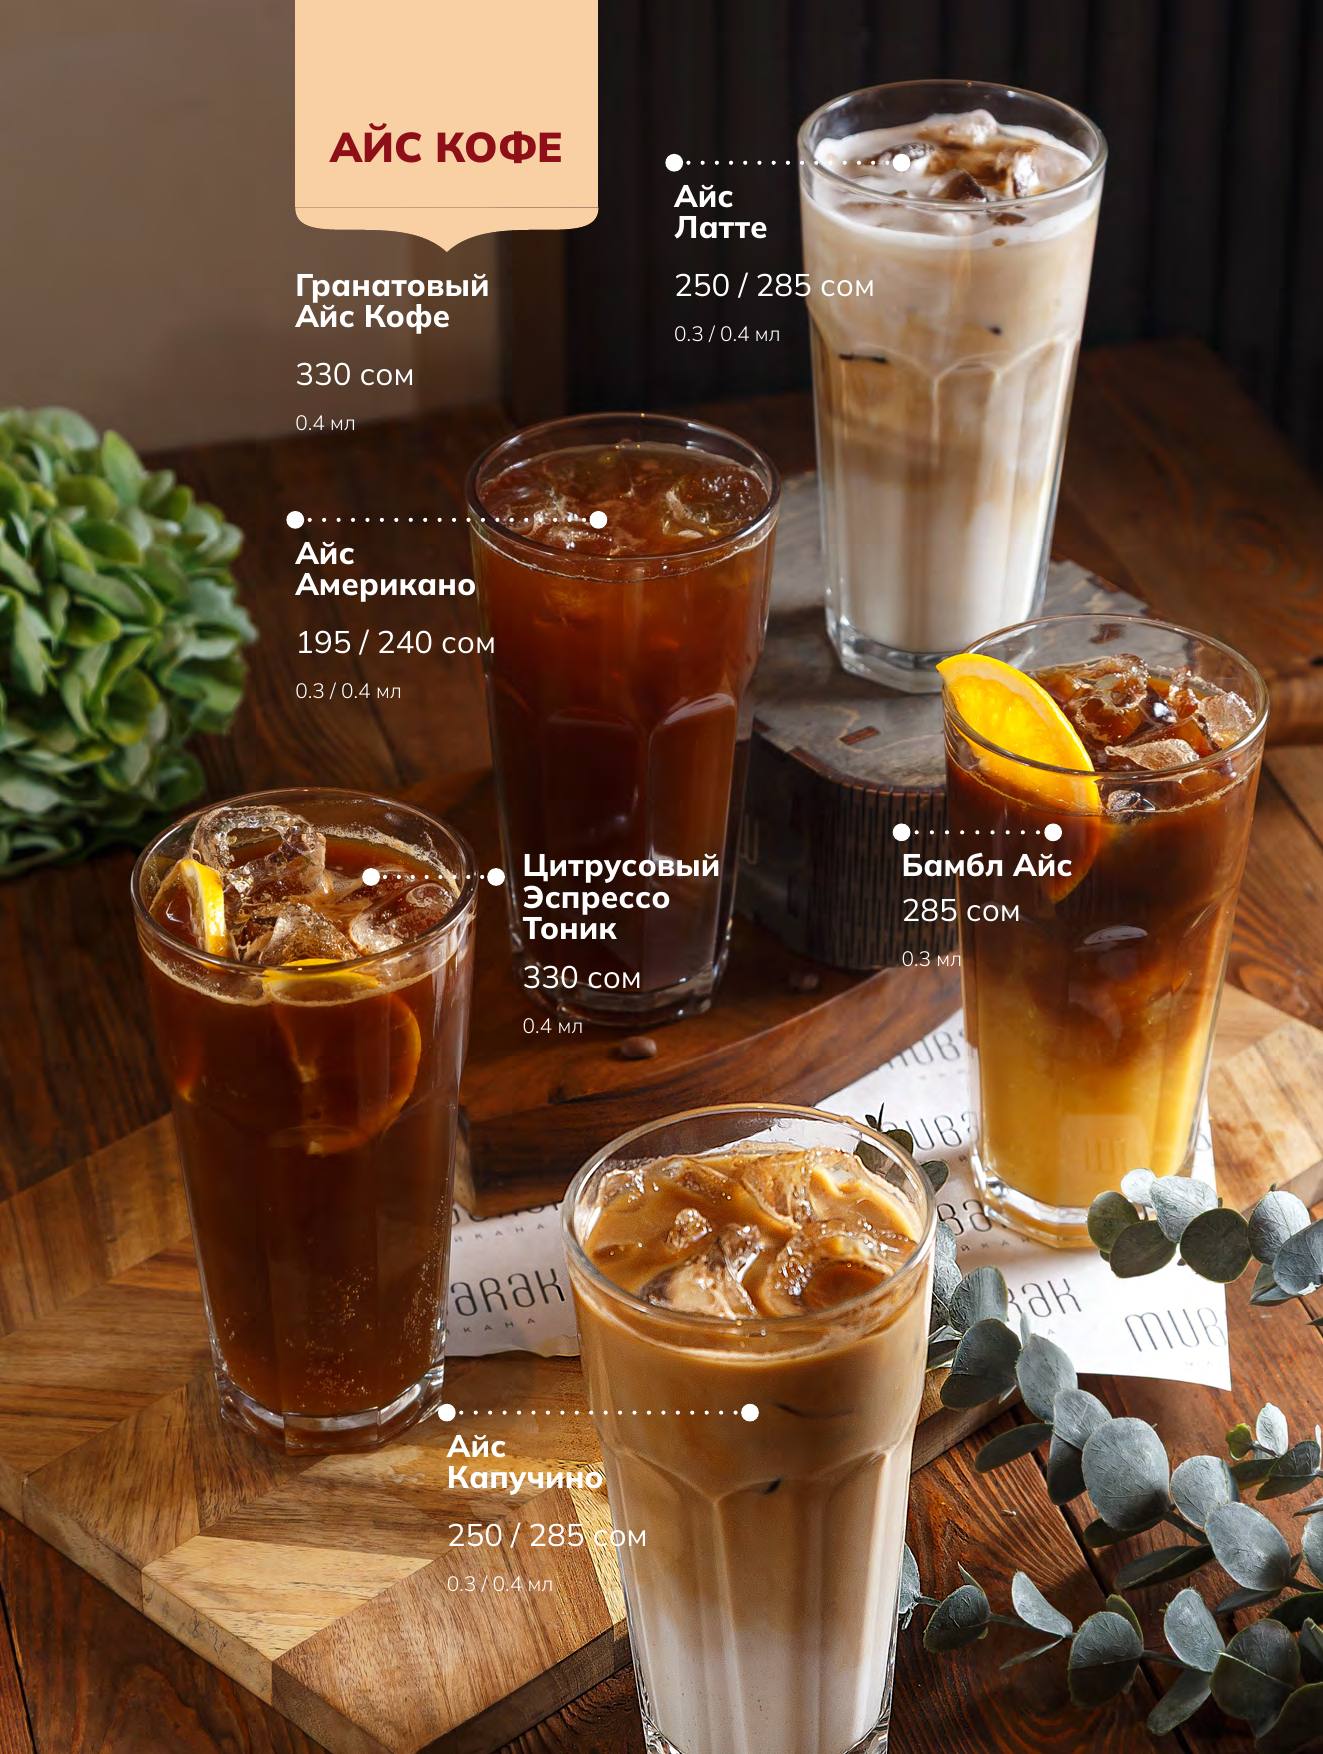 АЙС КОФЕ
Гранатовый
Айс Кофе
330 сом
0.4 мл
Айс
Латте
250 / 285 сом
0.3 / 0.4 мл
Айс
Американо
195 / 240 сом
0.3 / 0.4 мл
Цитрусовый
Эспрессо
Тоник
330 сом
0.4 мл
Бамбл Айс
285 сом
0.3 мл
Айс
Капучино
250 / 285 сом
0.3 / 0.4 мл